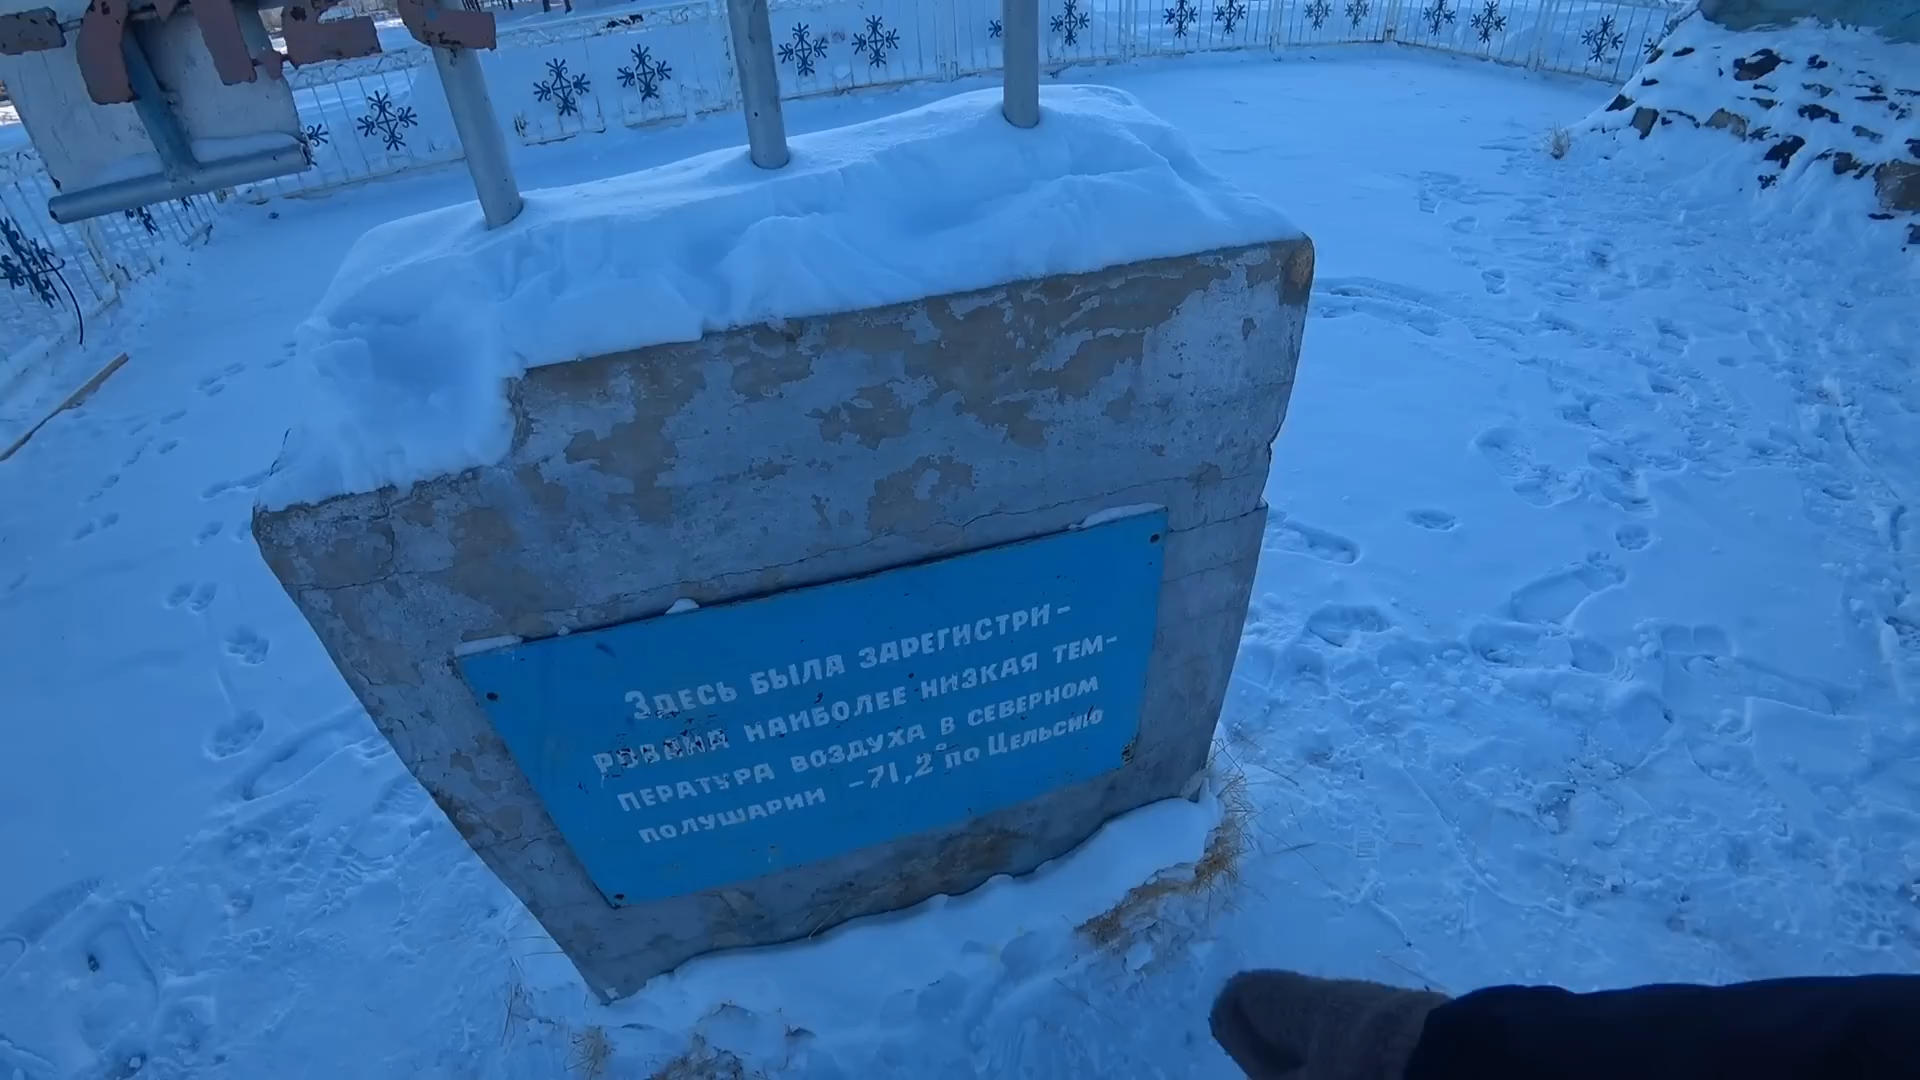 Здесь была зарегистри-
рована наиболее низкая тем-
пература воздуха в северном
полушарии -71,2° по Цельсию